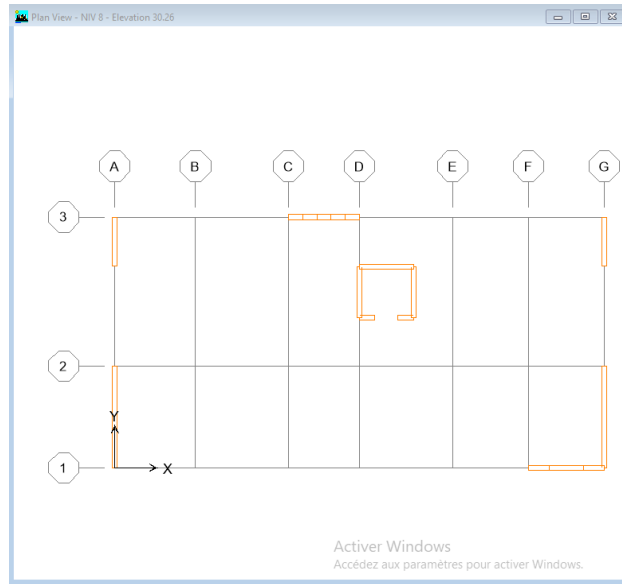 Plan View - NIV 8 - Elevation 30.26
A B C D E F G
3
2
Y
X
1
Activer Windows
Accédez aux paramètres pour activer Windows.